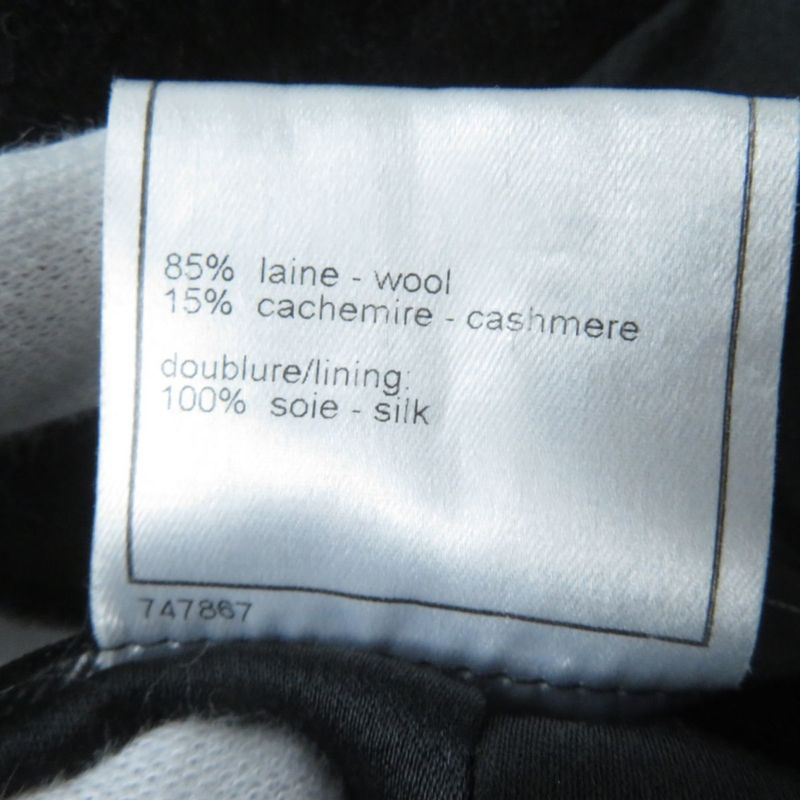 85% laine - wool
15% cachemire - cashmere
doublure/lining:
100% soie - silk
747867